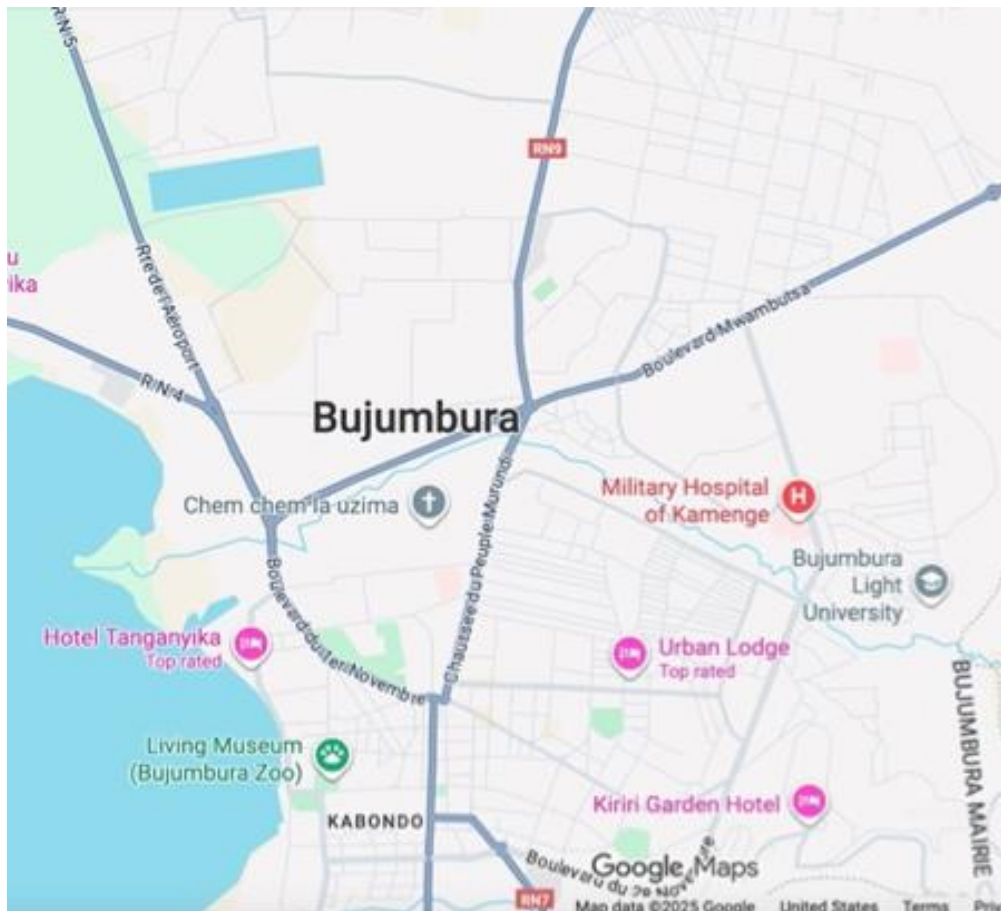 R.N.5
RN9
Rte de l'Aéroport
u
ika
Boulevard Mwambutsa
R.N.4
Bujumbura
Chem chem la uzima
Military Hospital
of Kamenge
Chaussée du Peuple Murundi
Bujumbura
Light
University
Boulevard du 1er Novembre
Hotel Tanganyika
Top rated
Urban Lodge
Top rated
BUJUMBURA MAIRIE
Living Museum
(Bujumbura Zoo)
Kiriri Garden Hotel
KABONDO
Boulevard du 28 Novembre
Google Maps
RN7
Map data ©2025 Google
United States
Terms
Priv